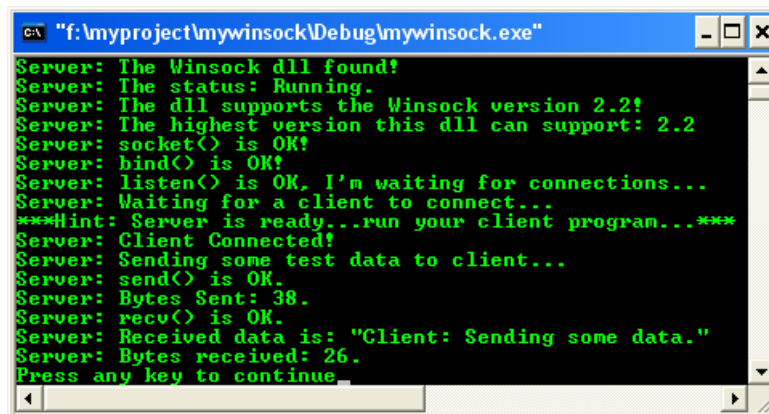 "f:\myproject\mywinsock\Debug\mywinsock.exe"
Server: The Winsock dll found!
Server: The status: Running.
Server: The dll supports the Winsock version 2.2!
Server: The highest version this dll can support: 2.2
Server: socket() is OK!
Server: bind() is OK!
Server: listen() is OK, I'm waiting for connections...
Server: Waiting for a client to connect...
***Hint: Server is ready...run your client program...***
Server: Client Connected!
Server: Sending some test data to client...
Server: send() is OK.
Server: Bytes Sent: 38.
Server: recv() is OK.
Server: Received data is: "Client: Sending some data."
Server: Bytes received: 26.
Press any key to continue_